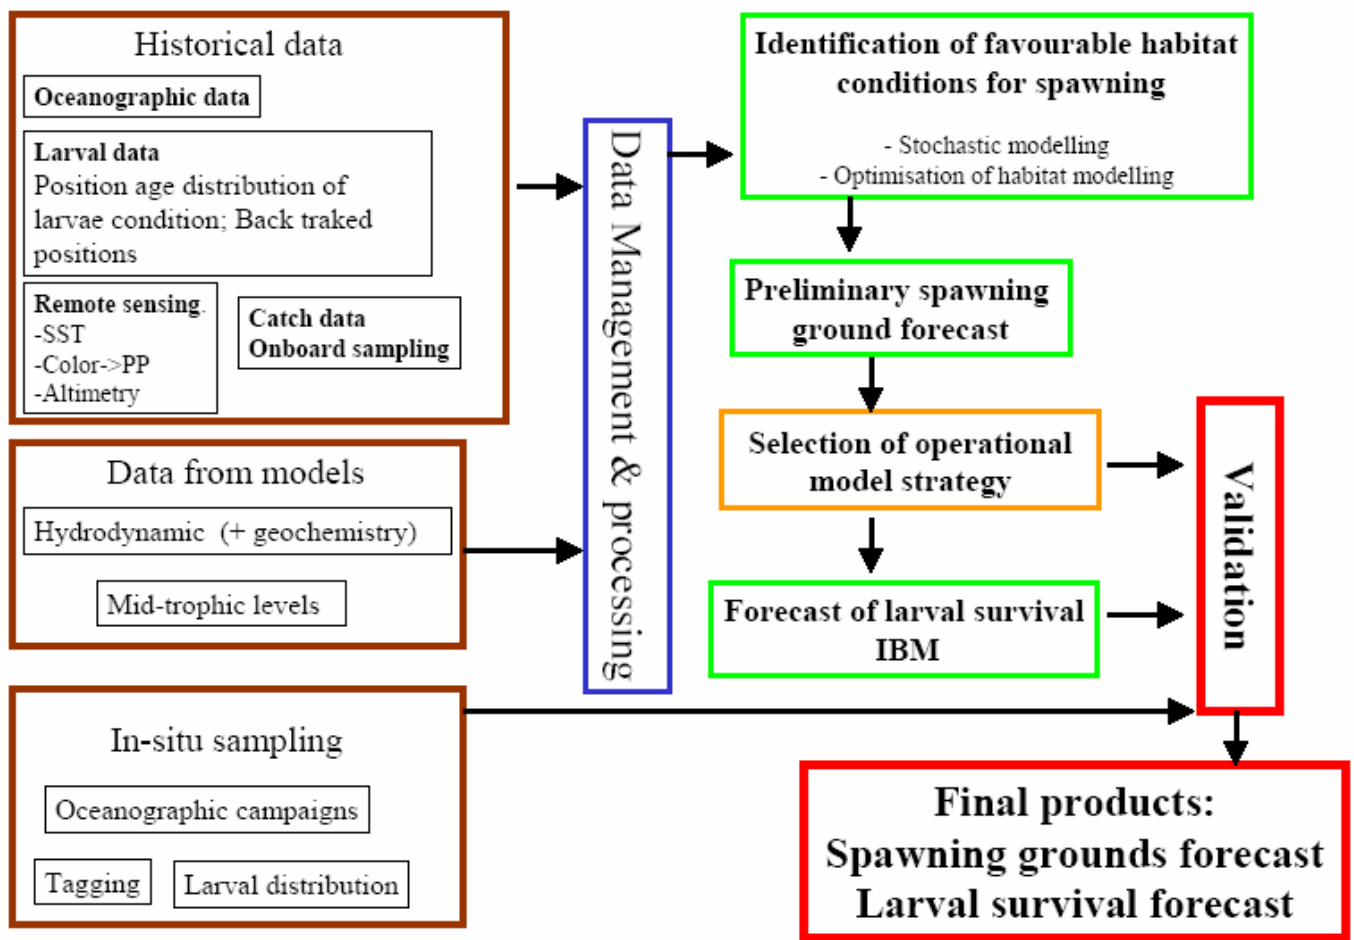 Historical data
Oceanographic data
Larval data
Position age distribution of
larvae condition; Back traked
positions
Remote sensing.
-SST
-Color->PP
-Altimetry
Catch data
Onboard sampling
Data from models
Hydrodynamic (+ geochemistry)
Mid-trophic levels
In-situ sampling
Oceanographic campaigns
Tagging
Larval distribution
Data Management & processing
Identification of favourable habitat
conditions for spawning
- Stochastic modelling
- Optimisation of habitat modelling
Preliminary spawning
ground forecast
Selection of operational
model strategy
Forecast of larval survival
IBM
Validation
Final products:
Spawning grounds forecast
Larval survival forecast